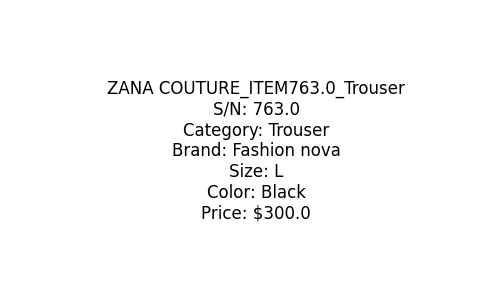 ZANA COUTURE_ITEM763.0_Trouser
S/N: 763.0
Category: Trouser
Brand: Fashion nova
Size: L
Color: Black
Price: $300.0